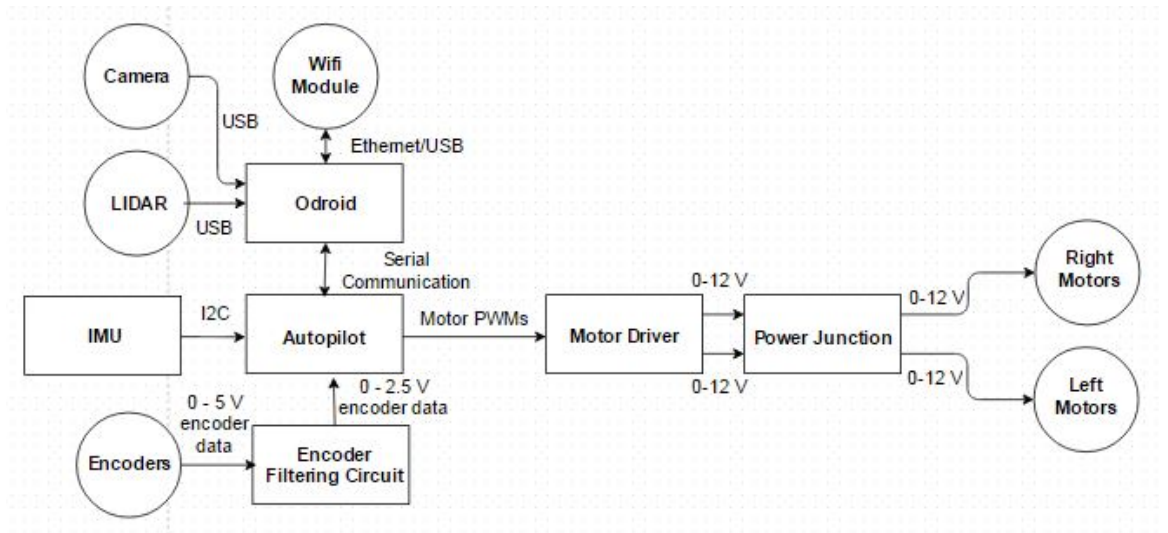 Camera
Wifi
Module
USB
Ethernet/USB
LIDAR
Odroid
USB
Serial
Communication
Right
Motors
0-12 V
0-12 V
IMU
I2C
Autopilot
Motor PWMs
Motor Driver
Power Junction
0-12 V
0-12 V
Left
Motors
0 - 5 V
encoder
data
0 - 2.5 V
encoder data
Encoders
Encoder
Filtering Circuit